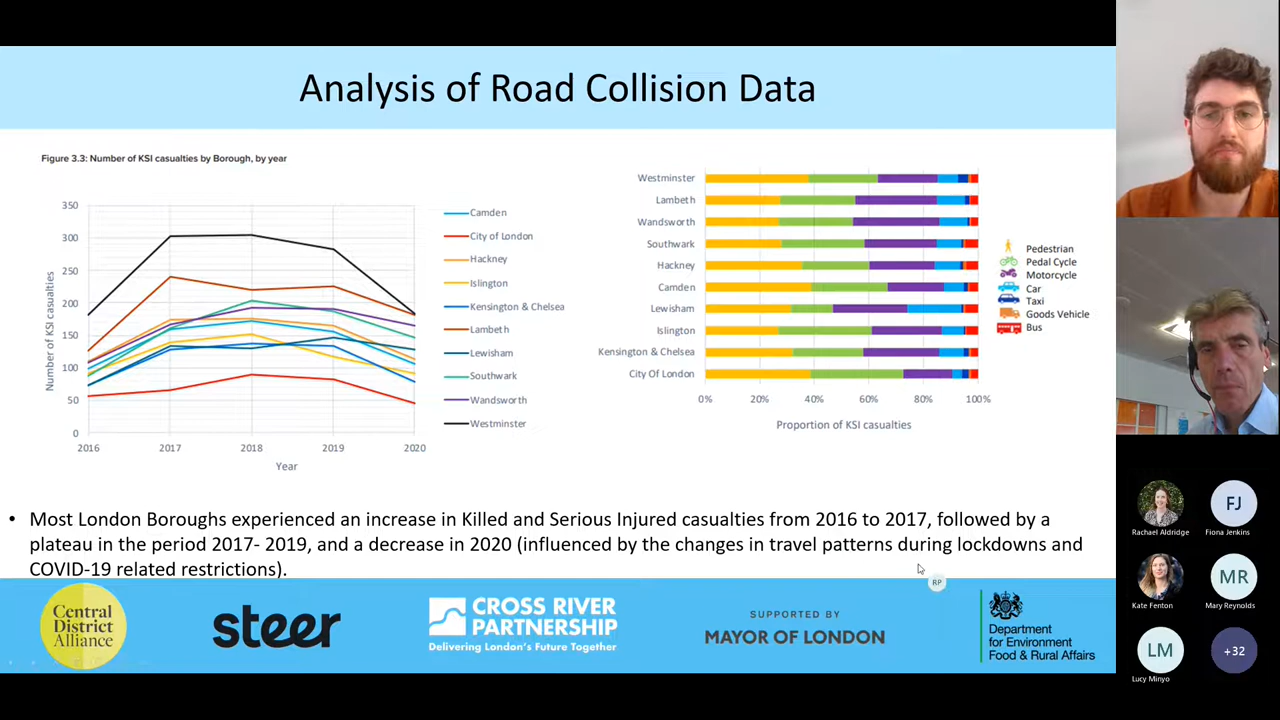 Analysis of Road Collision Data
Figure 3.3: Number of KSI casualties by Borough, by year
Number of KSI casualties
350
300
250
200
150
100
50
0
2016
2017
2018
2019
2020
Year
Camden
City of London
Hackney
Islington
Kensington & Chelsea
Lambeth
Lewisham
Southwark
Wandsworth
Westminster
Westminster
Lambeth
Wandsworth
Southwark
Hackney
Camden
Lewisham
Islington
Kensington & Chelsea
City Of London
0%
20%
40%
60%
80%
100%
Proportion of KSI casualties
Pedestrian
Pedal Cycle
Motorcycle
Car
Taxi
Goods Vehicle
Bus
• Most London Boroughs experienced an increase in Killed and Serious Injured casualties from 2016 to 2017, followed by a
plateau in the period 2017- 2019, and a decrease in 2020 (influenced by the changes in travel patterns during lockdowns and
COVID-19 related restrictions).
RP
Central
District
Alliance
steer
CROSS RIVER
PARTNERSHIP
Delivering London's Future Together
SUPPORTED BY
MAYOR OF LONDON
Department
for Environment
Food & Rural Affairs
Rachael Aldridge
FJ
Fiona Jenkins
Kate Fenton
MR
Mary Reynolds
LM
Lucy Minyo
+32